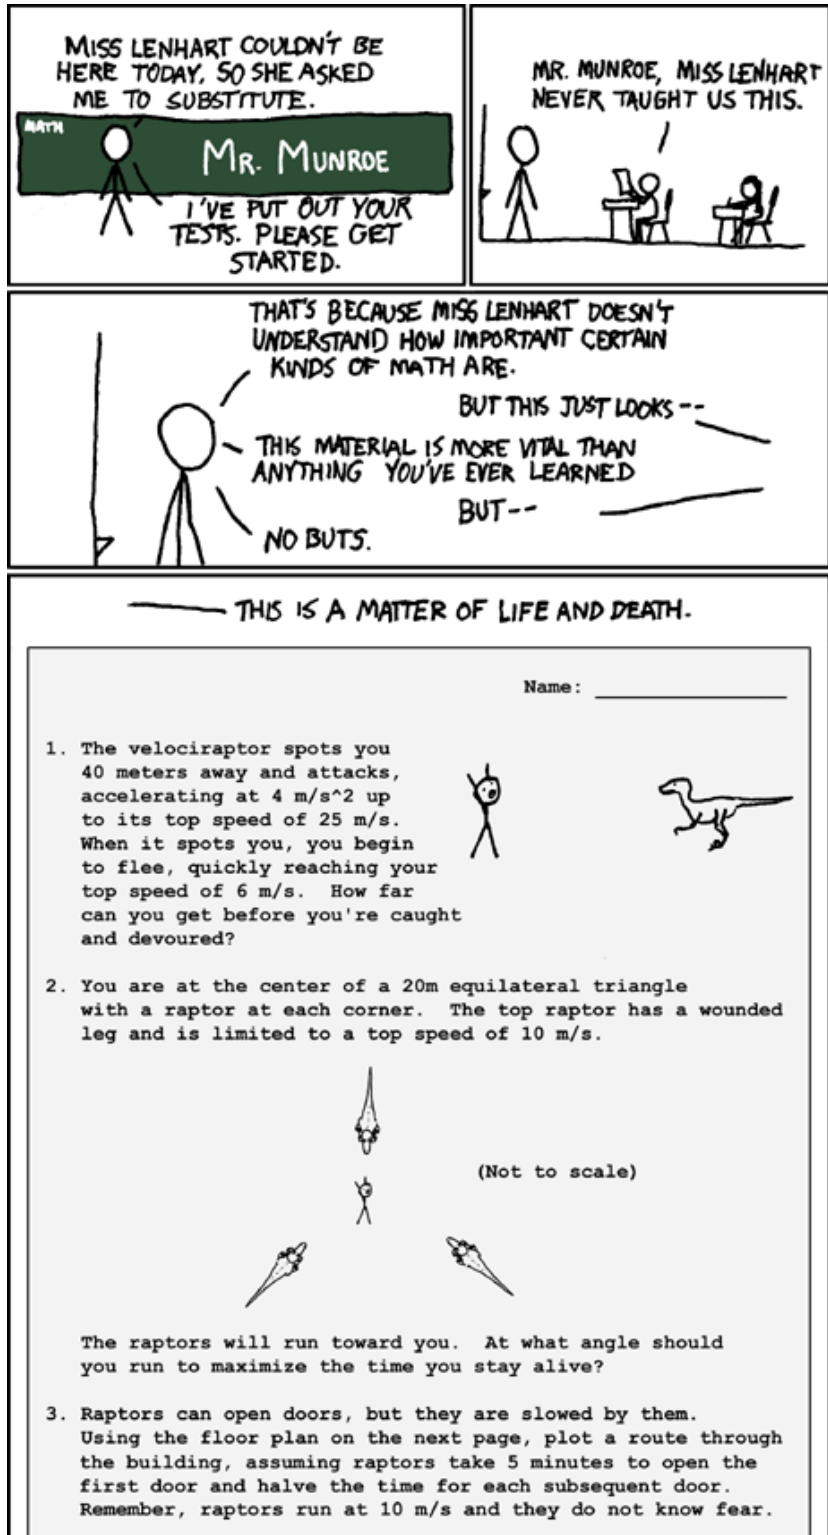 MISS LENHART COULDN'T BE
HERE TODAY, SO SHE ASKED
ME TO SUBSTITUTE.
MATH
MR. MUNROE
I'VE PUT OUT YOUR
TESTS. PLEASE GET
STARTED.
MR. MUNROE, MISS LENHART
NEVER TAUGHT US THIS.
THAT'S BECAUSE MISS LENHART DOESN'T
UNDERSTAND HOW IMPORTANT CERTAIN
KINDS OF MATH ARE.
BUT THIS JUST LOOKS --
THIS MATERIAL IS MORE VITAL THAN
ANYTHING YOU'VE EVER LEARNED
BUT--
NO BUTS.
THIS IS A MATTER OF LIFE AND DEATH.
Name:
1. The velociraptor spots you
40 meters away and attacks,
accelerating at 4 m/s^2 up
to its top speed of 25 m/s.
When it spots you, you begin
to flee, quickly reaching your
top speed of 6 m/s. How far
can you get before you're caught
and devoured?
2. You are at the center of a 20m equilateral triangle
with a raptor at each corner. The top raptor has a wounded
leg and is limited to a top speed of 10 m/s.
(Not to scale)
The raptors will run toward you. At what angle should
you run to maximize the time you stay alive?
3. Raptors can open doors, but they are slowed by them.
Using the floor plan on the next page, plot a route through
the building, assuming raptors take 5 minutes to open the
first door and halve the time for each subsequent door.
Remember, raptors run at 10 m/s and they do not know fear.